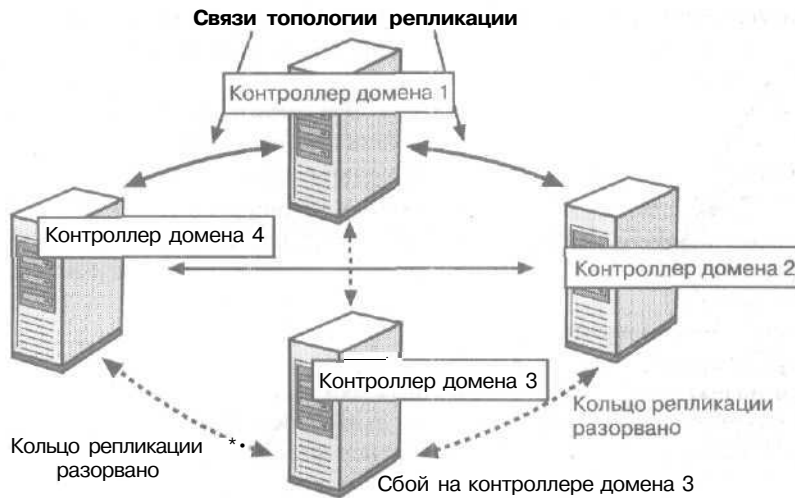 Связи топологии репликации
Контроллер домена 1
Контроллер домена 4
Контроллер домена 2
Контроллер домена 3
Кольцо репликации
разорвано
Кольцо репликации
разорвано
Сбой на контроллере домена 3